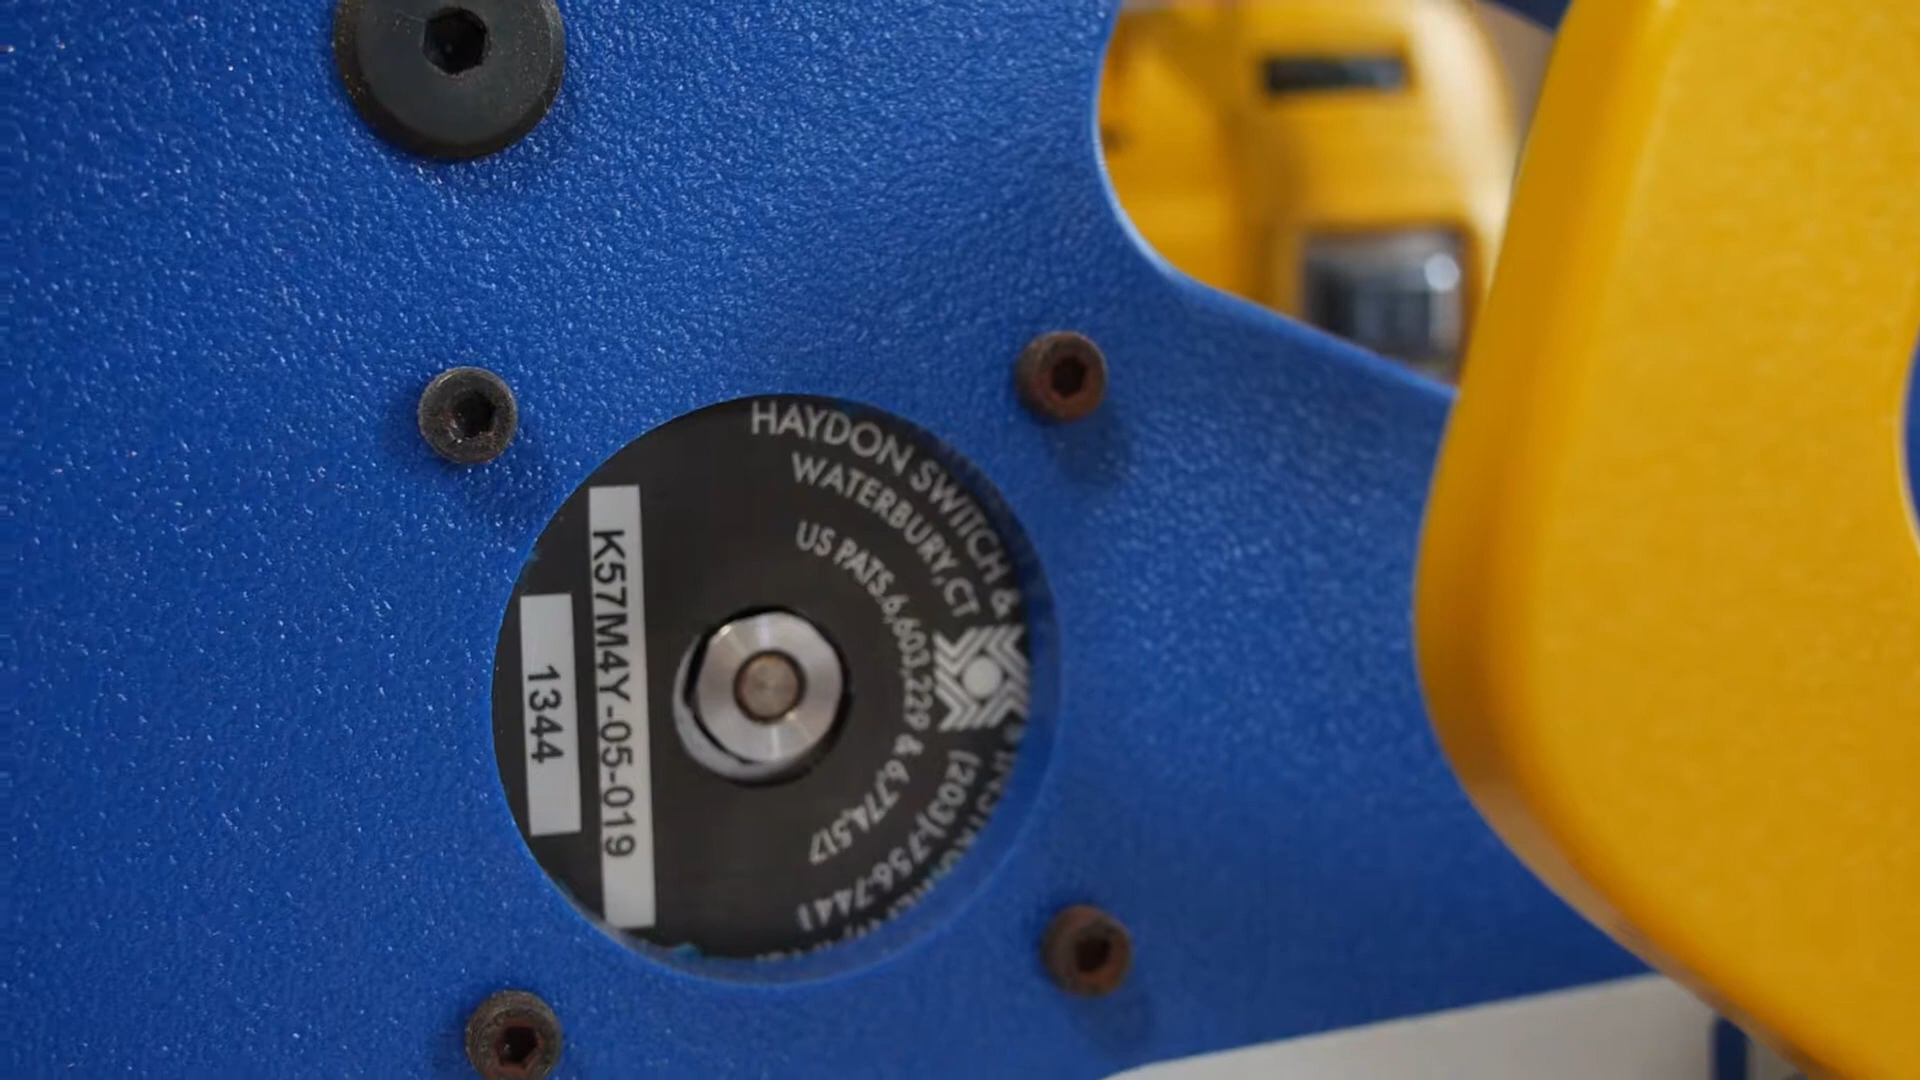 HAYDON SWITCH &
WATERBURY, CT
(203)-756-7441
US PATS. 6,603,229 & 6,774,517
K57M4Y-05-019
1344